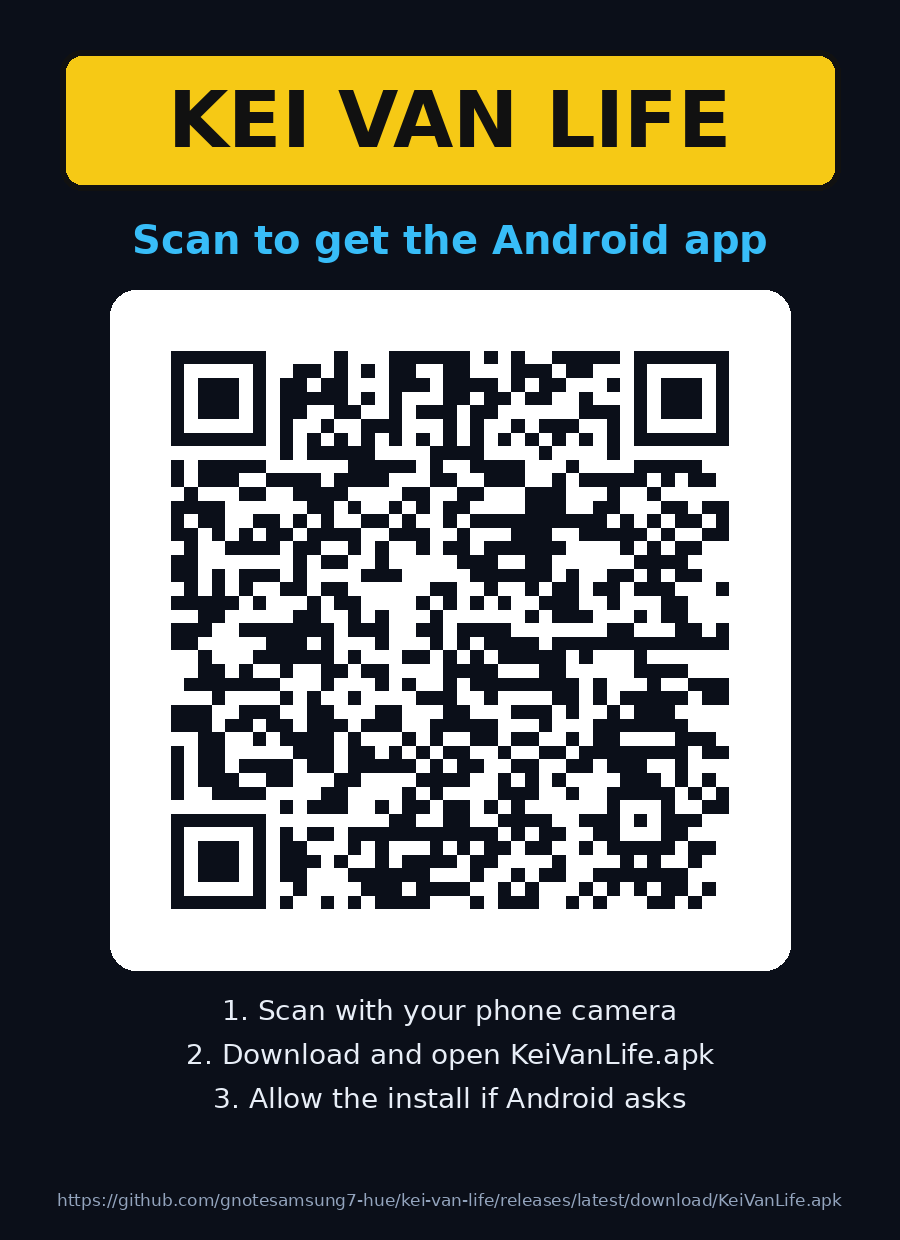 KEI VAN LIFE
Scan to get the Android app
1. Scan with your phone camera
2. Download and open KeiVanLife.apk
3. Allow the install if Android asks
https://github.com/gnotesamsung7-hue/kei-van-life/releases/latest/download/KeiVanLife.apk